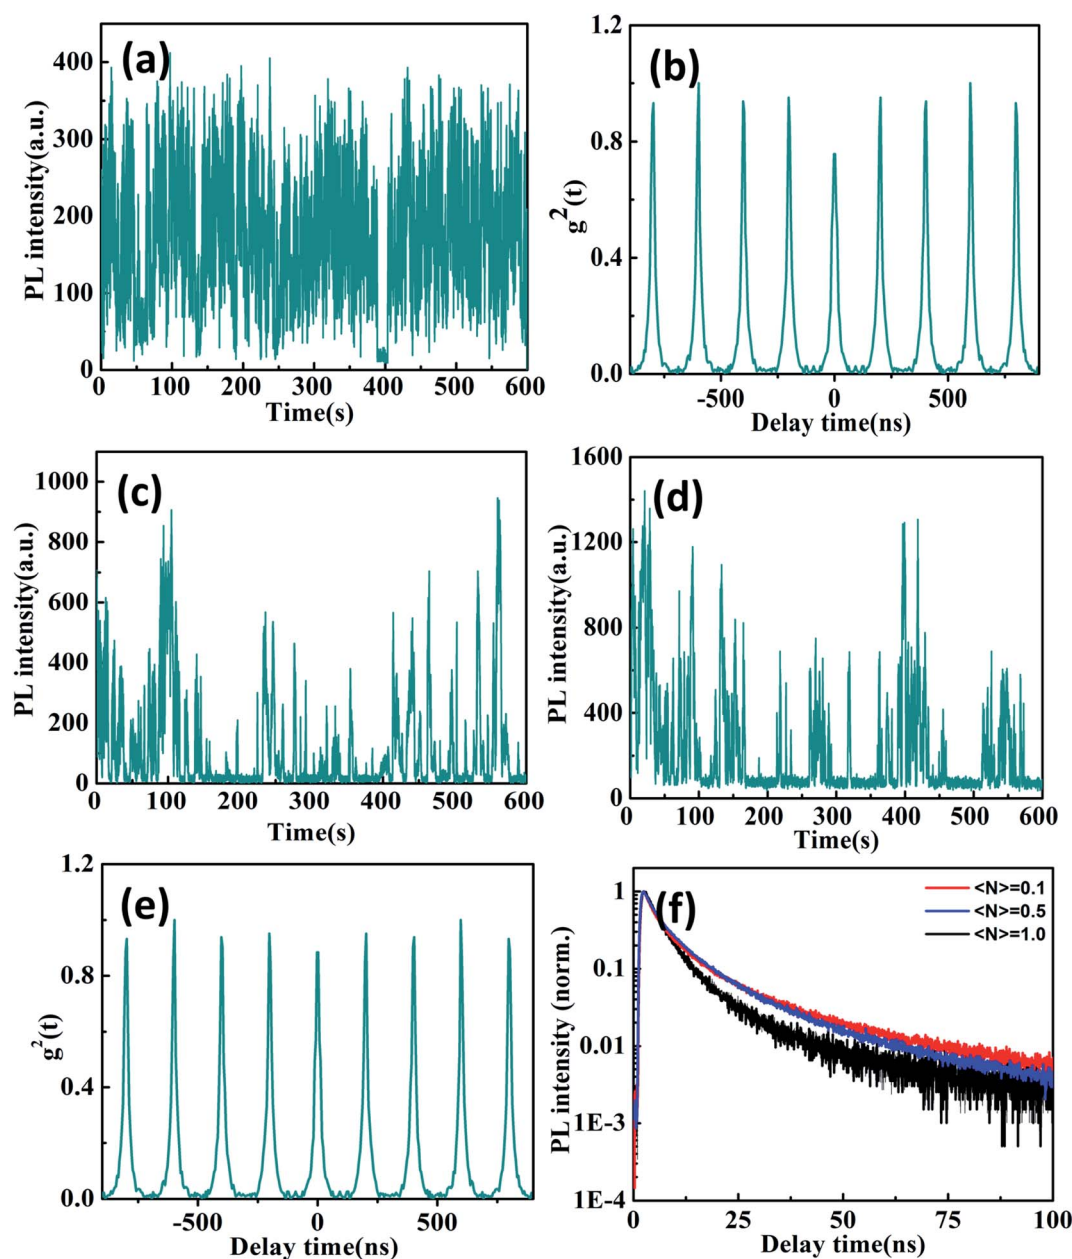 (a)
PL intensity(a.u.)
400
300
200
100
0
0 100 200 300 400 500 600
Time(s)
(b)
g²(t)
1.2
0.8
0.4
0.0
-500 0 500
Delay time(ns)
(c)
PL intensity(a.u.)
1000
800
600
400
200
0
0 100 200 300 400 500 600
Time(s)
(d)
PL intensity(a.u.)
1600
1200
800
400
0
0 100 200 300 400 500 600
Time(s)
(e)
g²(t)
1.2
0.8
0.4
0.0
-500 0 500
Delay time(ns)
(f)
<N>=0.1
<N>=0.5
<N>=1.0
PL intensity (norm.)
1
0.1
0.01
1E-3
1E-4
0 25 50 75 100
Delay time(ns)